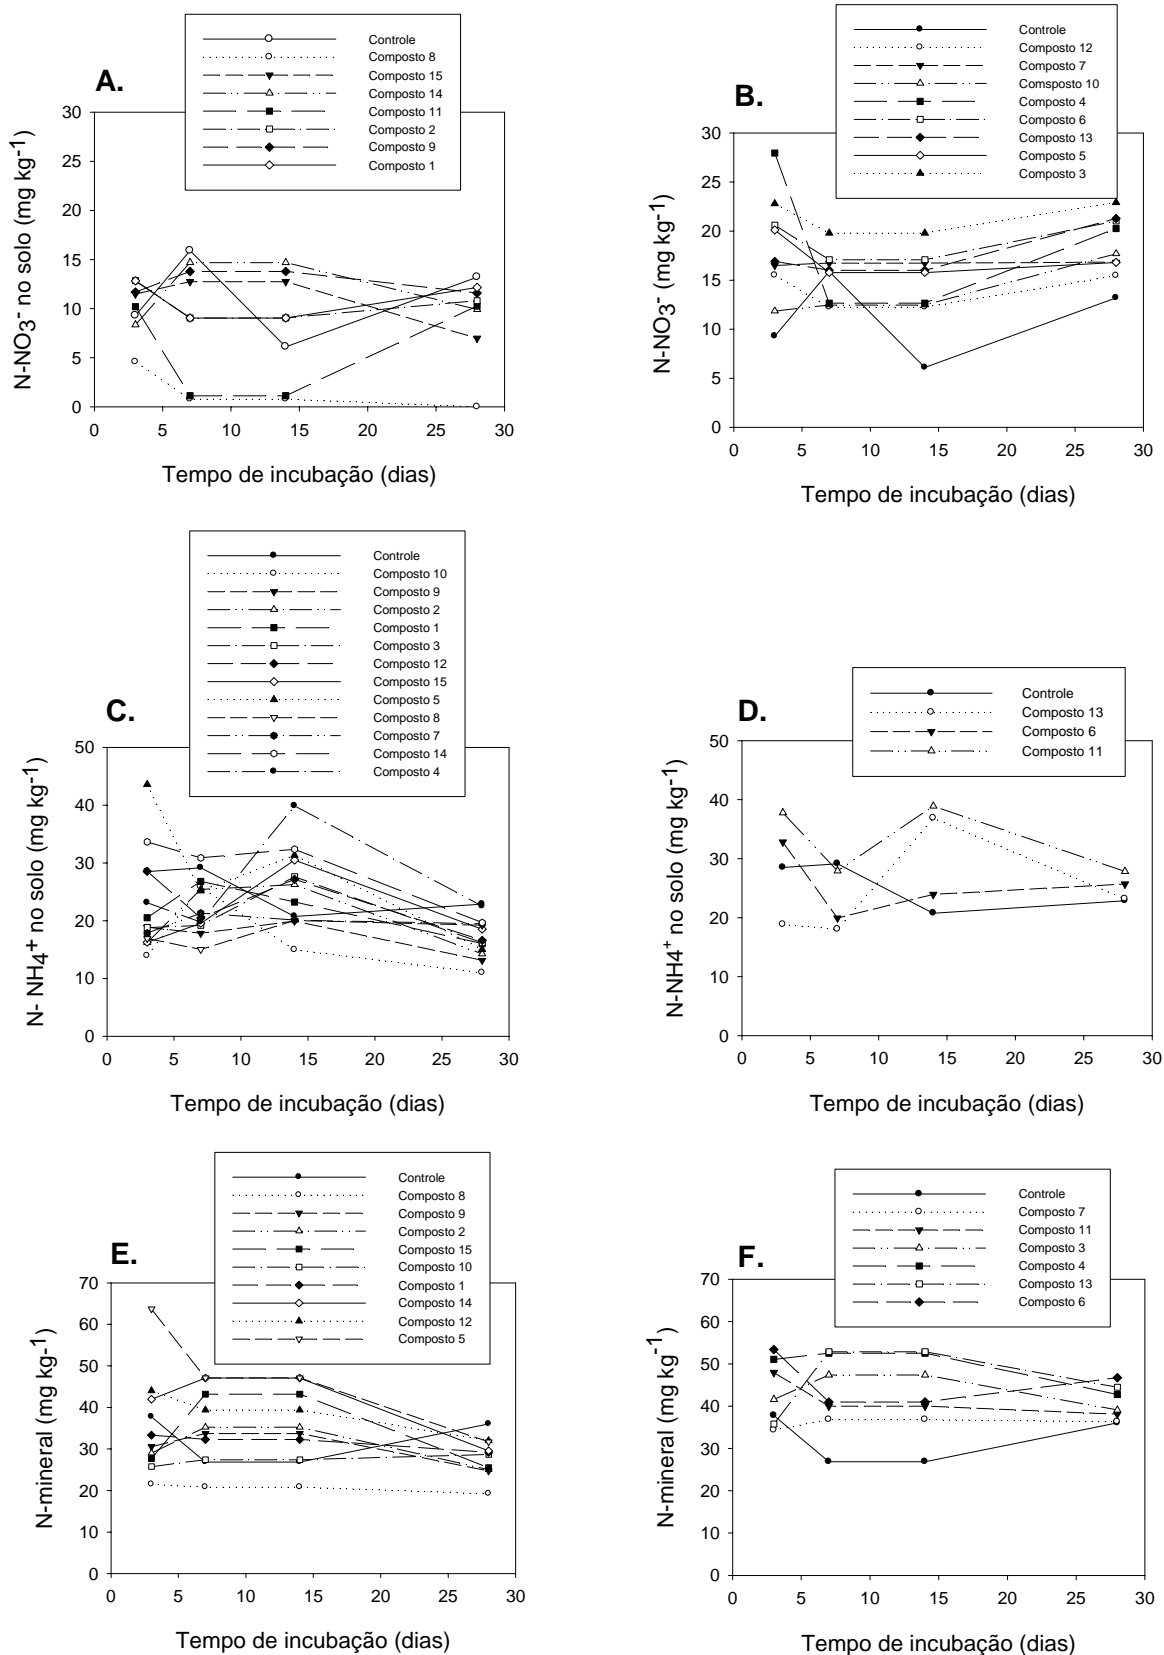 A.
Controle
Composto 8
Composto 15
Composto 14
Composto 11
Composto 2
Composto 9
Composto 1
N-NO3- no solo (mg kg-1)
30
25
20
15
10
5
0
0 5 10 15 20 25 30
Tempo de incubação (dias)
B.
Controle
Composto 12
Composto 7
Comsposto 10
Composto 4
Composto 6
Composto 13
Composto 5
Composto 3
N-NO3- (mg kg-1)
30
25
20
15
10
5
0
0 5 10 15 20 25 30
Tempo de incubação (dias)
C.
Controle
Composto 10
Composto 9
Composto 2
Composto 1
Composto 3
Composto 12
Composto 15
Composto 5
Composto 8
Composto 7
Composto 14
Composto 4
N- NH4+ no solo (mg kg-1)
50
40
30
20
10
0
0 5 10 15 20 25 30
Tempo de incubação (dias)
D.
Controle
Composto 13
Composto 6
Composto 11
N-NH4+ no solo (mg kg-1)
50
40
30
20
10
0
0 5 10 15 20 25 30
Tempo de incubação (dias)
E.
Controle
Composto 8
Composto 9
Composto 2
Composto 15
Composto 10
Composto 1
Composto 14
Composto 12
Composto 5
N-mineral (mg kg-1)
70
60
50
40
30
20
10
0
0 5 10 15 20 25 30
Tempo de incubação (dias)
F.
Controle
Composto 7
Composto 11
Composto 3
Composto 4
Composto 13
Composto 6
N-mineral (mg kg-1)
70
60
50
40
30
20
10
0
0 5 10 15 20 25 30
Tempo de incubação (dias)